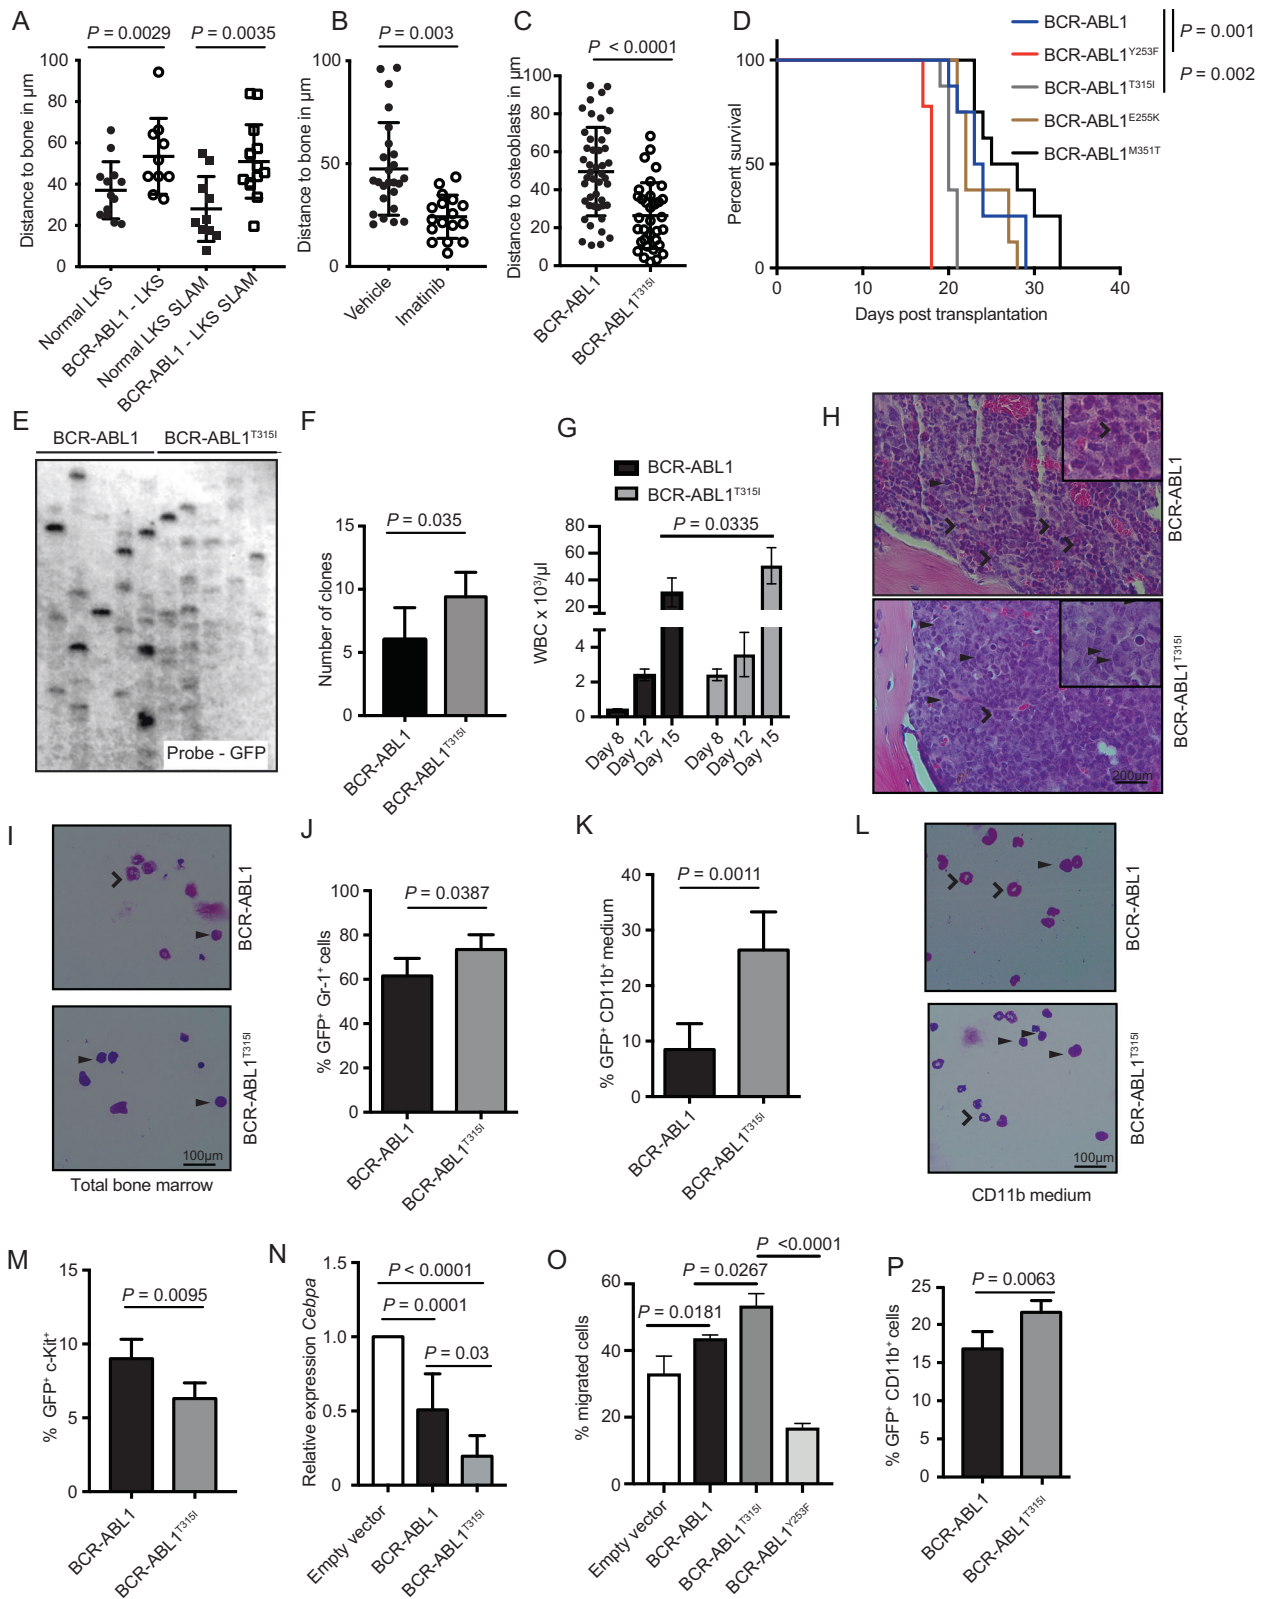 A
P = 0.0029
P = 0.0035
Distance to bone in µm
100
80
60
40
20
0
Normal LKS
BCR-ABL1 - LKS
Normal LKS SLAM
BCR-ABL1 - LKS SLAM
B
P = 0.003
Distance to bone in µm
100
50
0
Vehicle
Imatinib
C
P < 0.0001
Distance to osteoblasts in µm
100
80
60
40
20
0
BCR-ABL1
BCR-ABL1T315I
D
BCR-ABL1
BCR-ABL1Y253F
BCR-ABL1T315I
BCR-ABL1E255K
BCR-ABL1M351T
P = 0.001
P = 0.002
Percent survival
100
50
0
0
10
20
30
40
Days post transplantation
E
BCR-ABL1
BCR-ABL1T315I
Probe - GFP
F
P = 0.035
Number of clones
15
10
5
0
BCR-ABL1
BCR-ABL1T315I
G
BCR-ABL1
BCR-ABL1T315I
P = 0.0335
WBC x 10³/µl
80
60
40
20
4
2
0
Day 8
Day 12
Day 15
Day 8
Day 12
Day 15
H
BCR-ABL1
BCR-ABL1T315I
200µm
I
BCR-ABL1
BCR-ABL1T315I
100µm
Total bone marrow
J
P = 0.0387
% GFP+ Gr-1+ cells
100
80
60
40
20
0
BCR-ABL1
BCR-ABL1T315I
K
P = 0.0011
% GFP+ CD11b+ medium
40
30
20
10
0
BCR-ABL1
BCR-ABL1T315I
L
BCR-ABL1
BCR-ABL1T315I
100µm
CD11b medium
M
P = 0.0095
% GFP+ c-Kit+
15
10
5
0
BCR-ABL1
BCR-ABL1T315I
N
P < 0.0001
P = 0.0001
P = 0.03
Relative expression Cebpa
1.5
1.0
0.5
0
Empty vector
BCR-ABL1
BCR-ABL1T315I
O
P <0.0001
P = 0.0267
P = 0.0181
% migrated cells
60
40
20
0
Empty vector
BCR-ABL1
BCR-ABL1T315I
BCR-ABL1Y253F
P
P = 0.0063
% GFP+ CD11b+ cells
25
20
15
10
5
0
BCR-ABL1
BCR-ABL1T315I